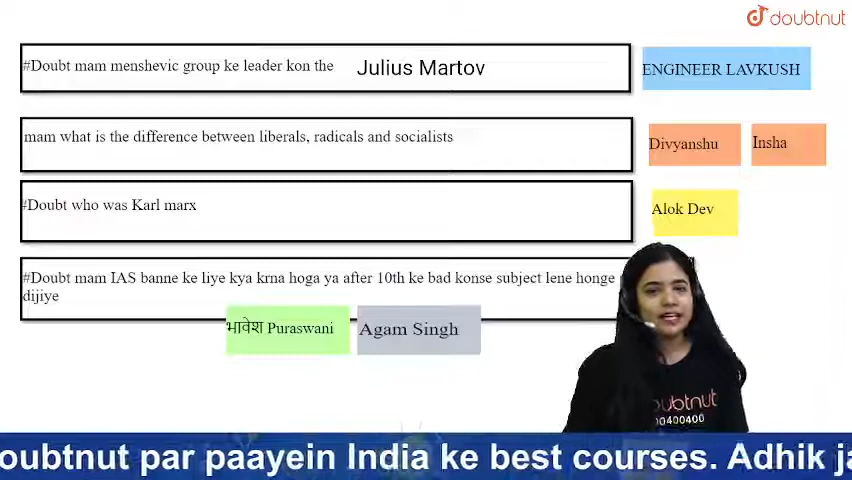 doubtnut
#Doubt mam menshevic group ke leader kon the Julius Martov
ENGINEER LAVKUSH
mam what is the difference between liberals, radicals and socialists
Divyanshu Insha
#Doubt who was Karl marx
Alok Dev
#Doubt mam IAS banne ke liye kya krna hoga ya after 10th ke bad konse subject lene honge
dijiye
भावेश Puraswani Agam Singh
oubtnut
00400400
oubtnut par paayein India ke best courses. Adhik ja